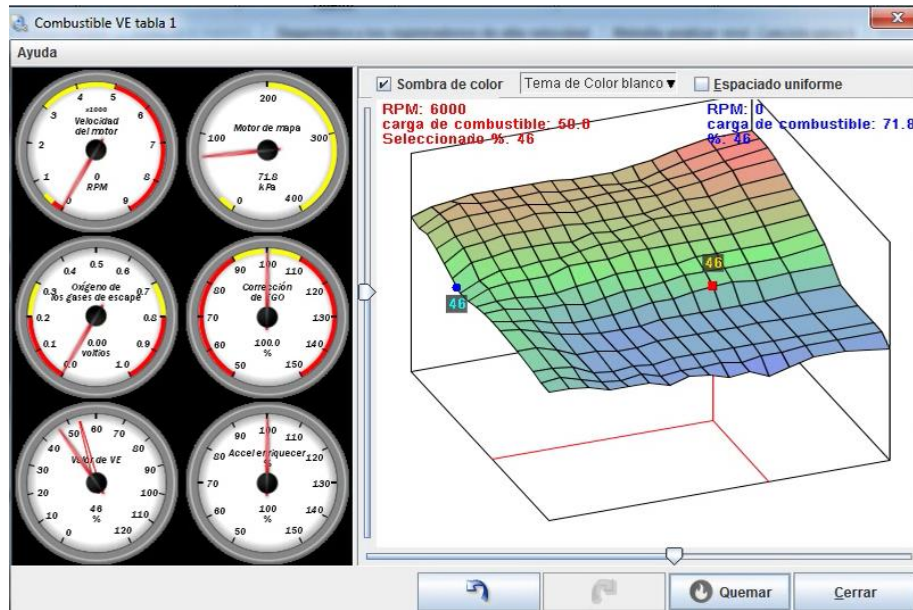 Combustible VE tabla 1
Ayuda
Sombra de color
Tema de Color blanco
Espaciado uniforme
RPM: 6000
carga de combustible: 50.0
Seleccionado %: 46
RPM: 0
carga de combustible: 71.8
%: 46
46
46
x1000
Velocidad
del motor
0
RPM
0
1
2
3
4
5
6
7
8
9
Motor de mapa
71.8
kPa
0
100
200
300
400
Oxígeno de
los gases de escape
0.00
voltios
0.0
0.1
0.2
0.3
0.4
0.5
0.6
0.7
0.8
0.9
1.0
Corrección
de EGO
100.0
%
50
60
70
80
90
100
110
120
130
140
150
Valor de VE
46
%
0
10
20
30
40
50
60
70
80
90
100
110
120
Accel enriquecer
%
100
%
50
60
70
80
90
100
110
120
130
140
150
Quemar
Cerrar